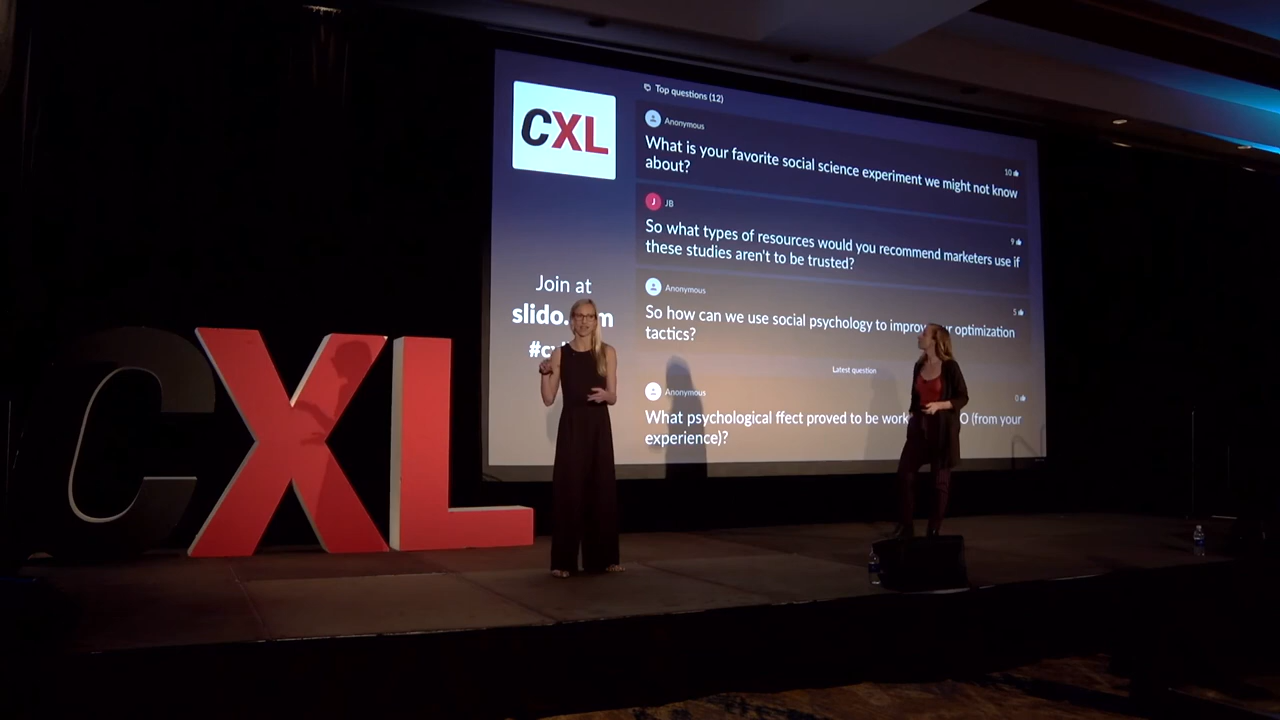 CXL
Top questions (12)
Anonymous
10
What is your favorite social science experiment we might not know
about?
J JB
9
So what types of resources would you recommend marketers use if
these studies aren't to be trusted?
Anonymous
5
So how can we use social psychology to optimization
tactics?
Latest question
Anonymous
0
What psychological ffect proved to be (from your
experience)?
Join at
CXL